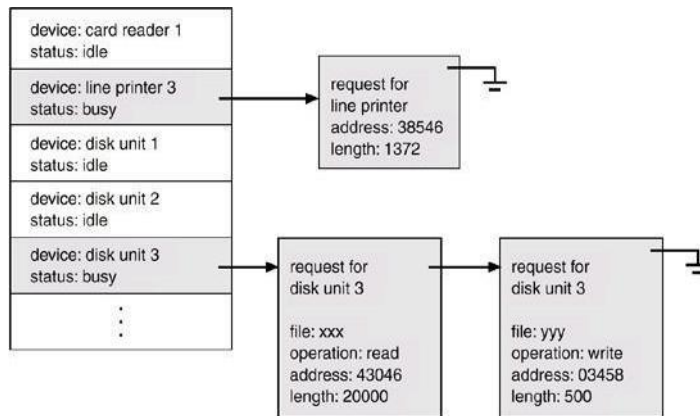 device: card reader 1
status: idle
device: line printer 3
status: busy
device: disk unit 1
status: idle
device: disk unit 2
status: idle
device: disk unit 3
status: busy
request for
line printer
address: 38546
length: 1372
request for
disk unit 3
file: xxx
operation: read
address: 43046
length: 20000
request for
disk unit 3
file: yyy
operation: write
address: 03458
length: 500